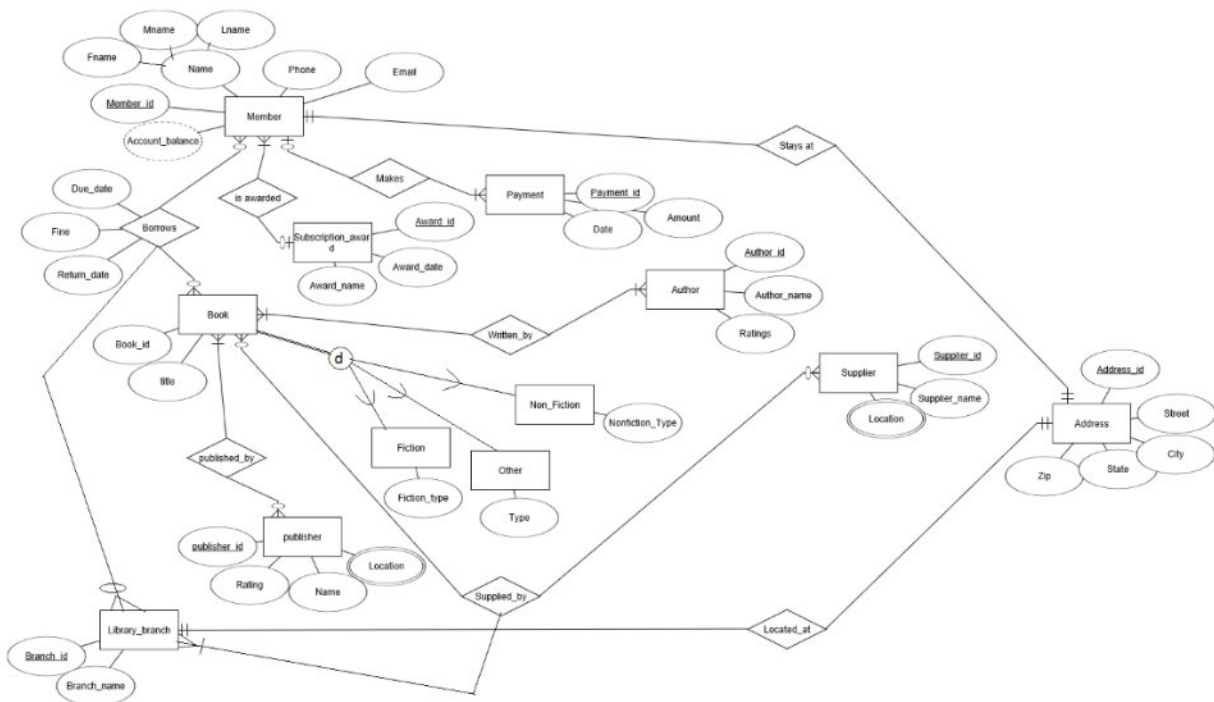 Mname
Lname
Fname
Name
Phone
Email
Member_id
Member
Account_balance
Stays at
Due_date
is awarded
Makes
Payment
Payment_id
Amount
Date
Fine
Borrows
Return_date
Subscription_awar
d
Award_id
Award_date
Award_name
Author
Author_id
Author_name
Ratings
Book
Book_id
title
Written_by
d
Non_Fiction
Nonfiction_Type
Supplier
Supplier_id
Supplier_name
Location
Address_id
Address
Street
City
State
Zip
published_by
Fiction
Fiction_type
Other
Type
publisher_id
publisher
Location
Rating
Name
Supplied_by
Library_branch
Located_at
Branch_id
Branch_name